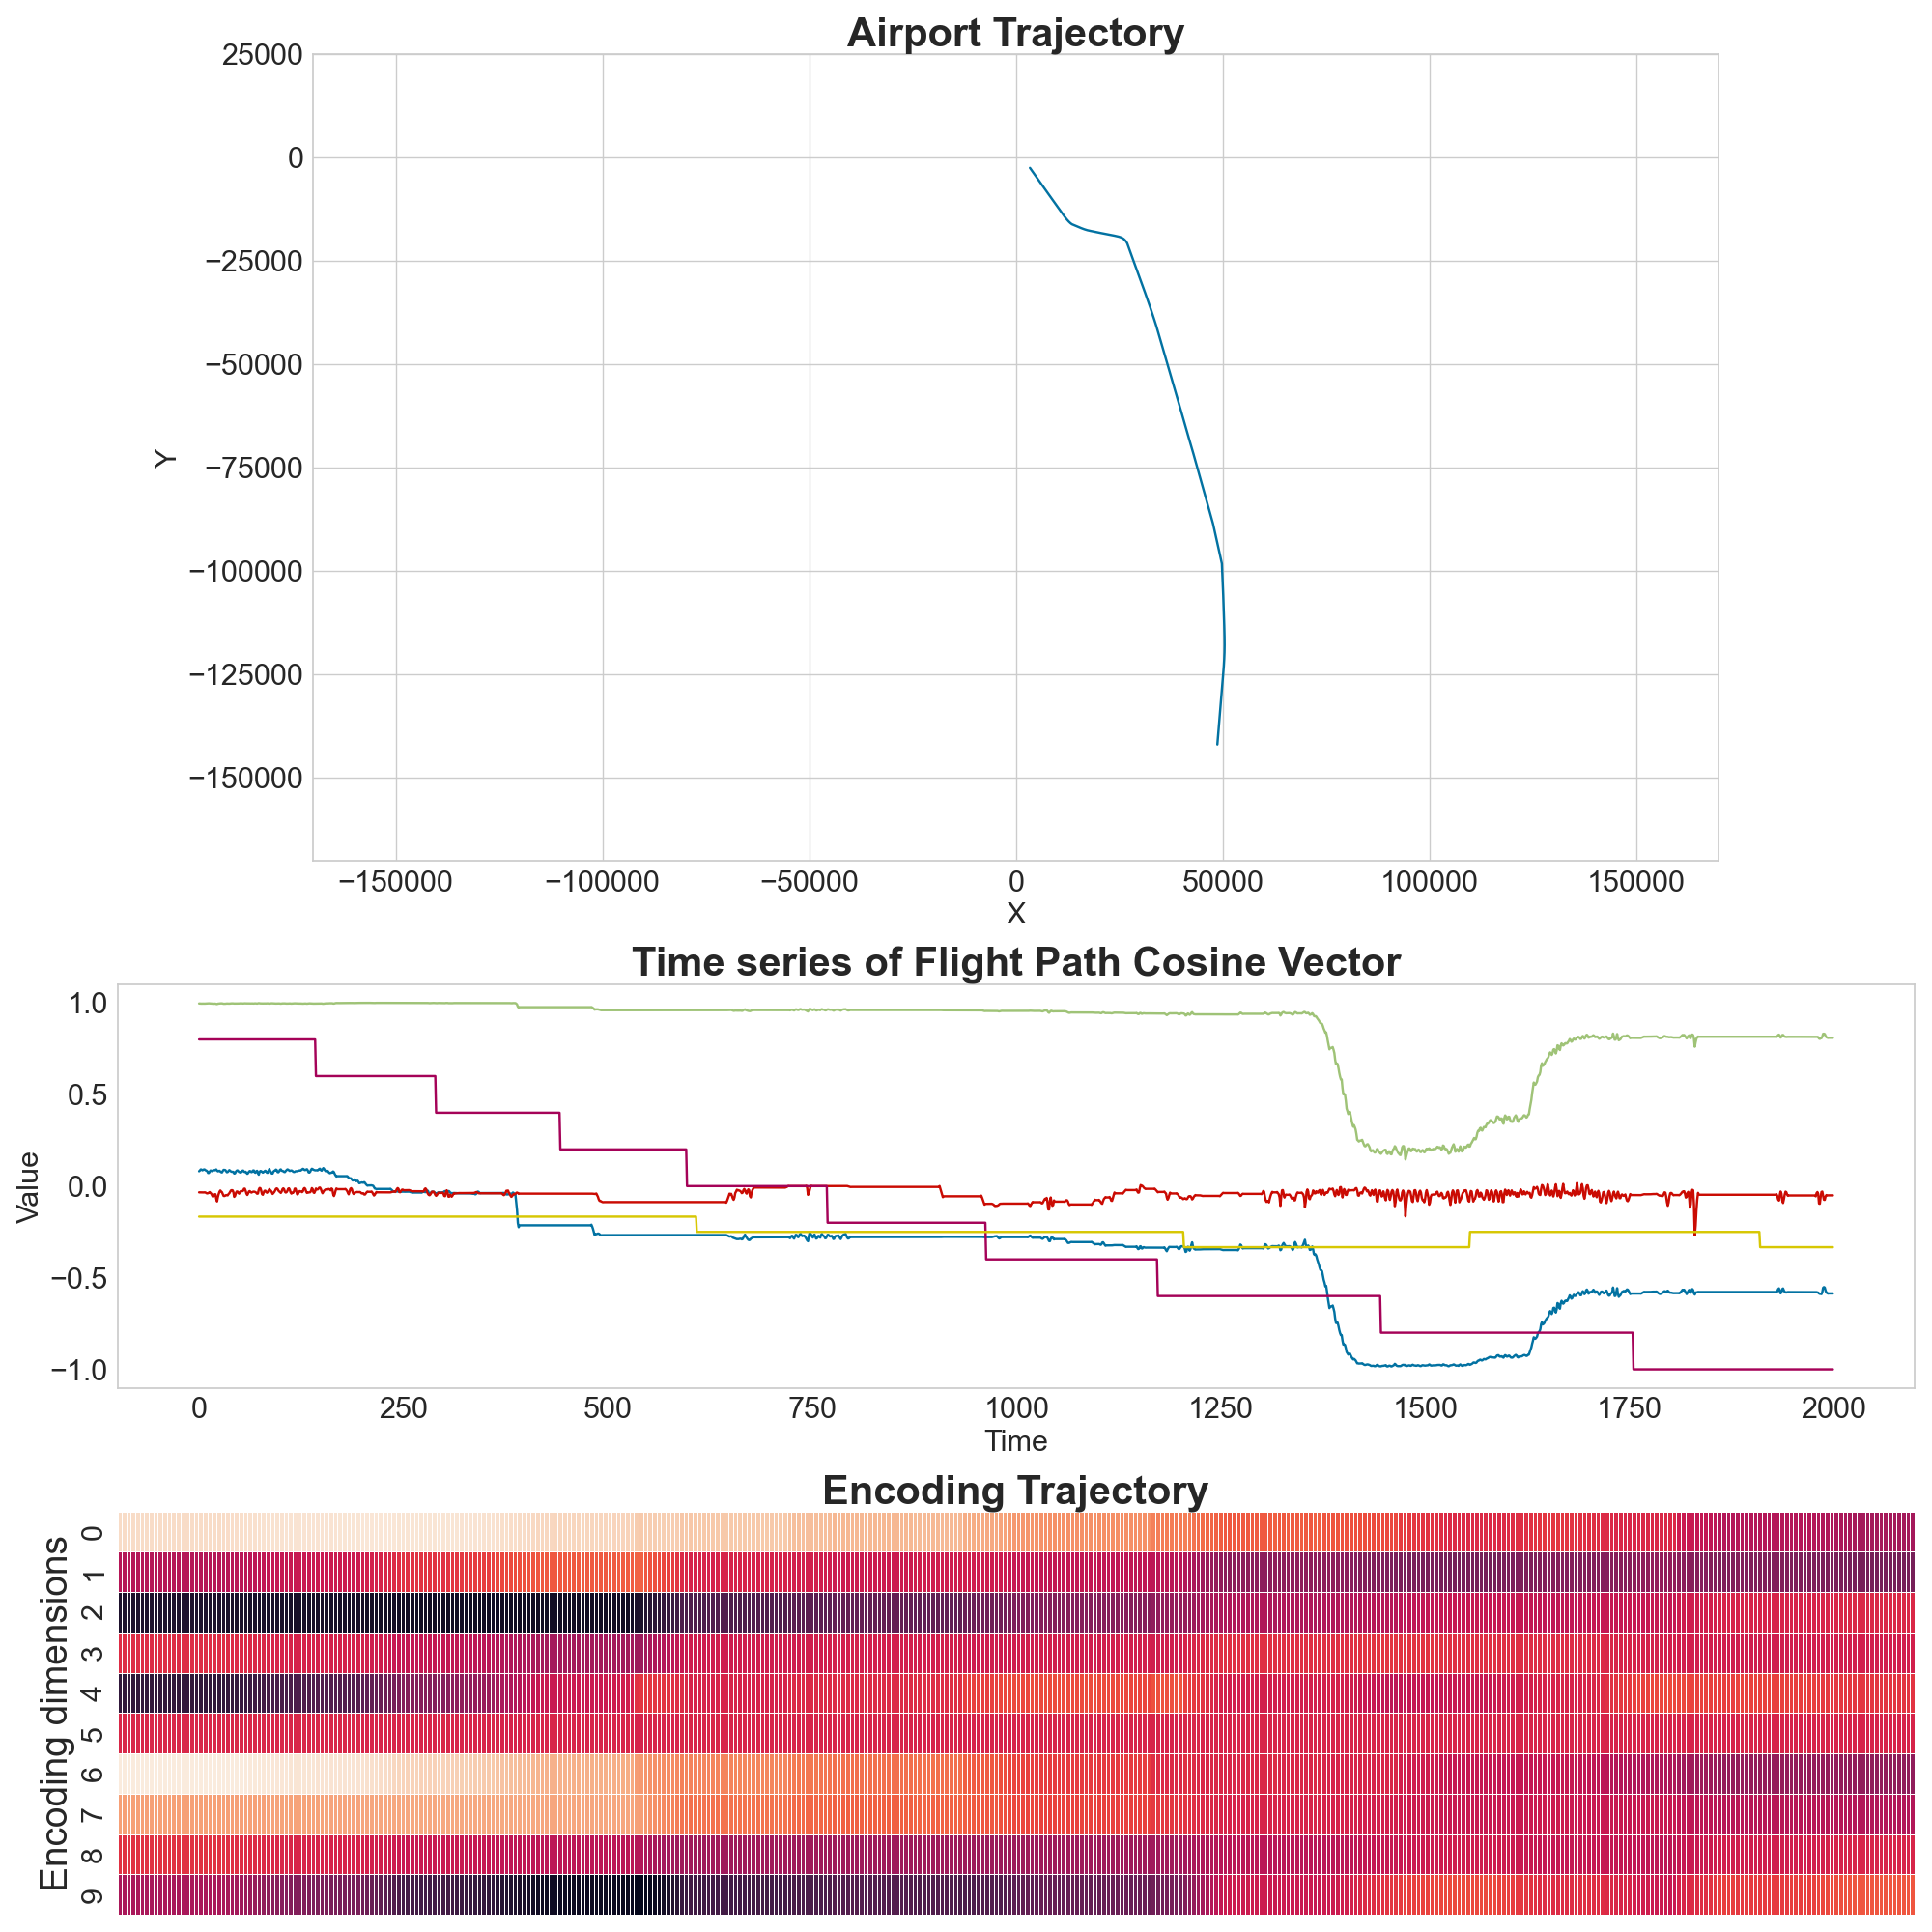 Airport Trajectory
25000
0
−25000
−50000
−75000
−100000
−125000
−150000
Y
−150000 −100000 −50000 0 50000 100000 150000
X
Time series of Flight Path Cosine Vector
1.0
0.5
0.0
−0.5
−1.0
Value
0 250 500 750 1000 1250 1500 1750 2000
Time
Encoding Trajectory
Encoding dimensions
0
1
2
3
4
5
6
7
8
9